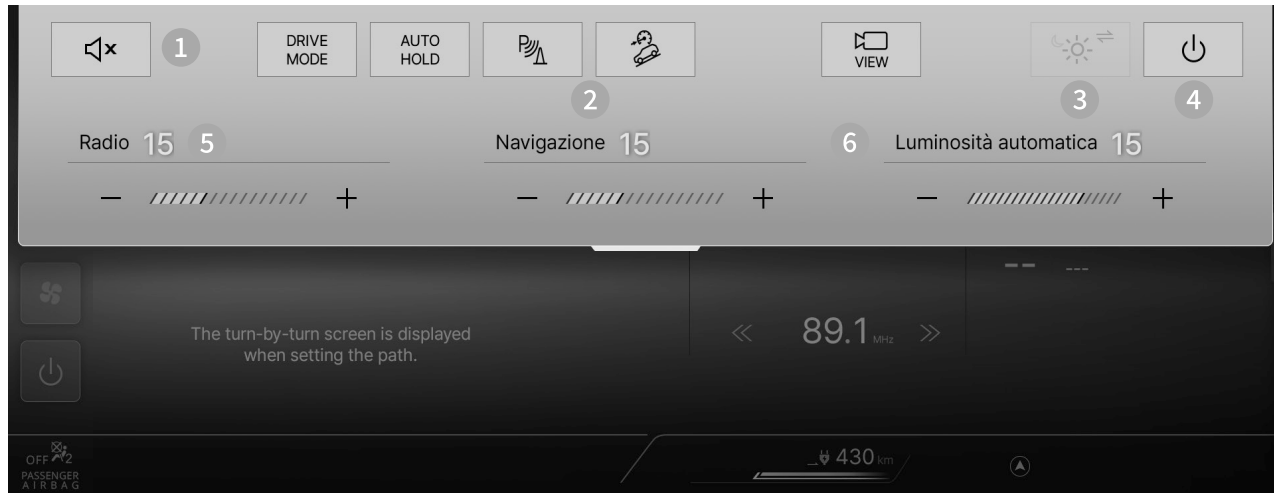 1
DRIVE
MODE
AUTO
HOLD
P
VIEW
2
3
4
Radio 15 5
Navigazione 15
6 Luminosità automatica 15
-- ---
The turn-by-turn screen is displayed
when setting the path.
89.1 MHz
OFF 2
PASSENGER
AIRBAG
430 km